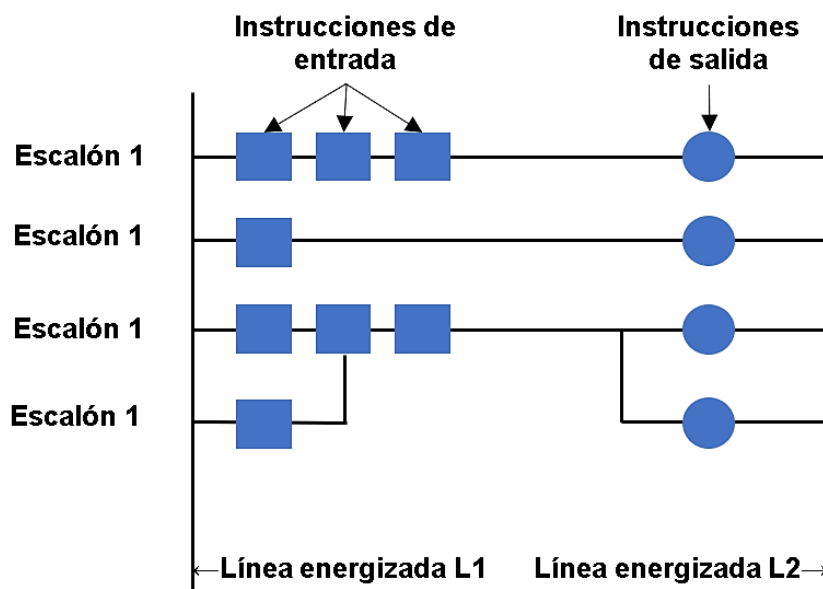 Instrucciones de
entrada
Instrucciones
de salida
Escalón 1
Escalón 1
Escalón 1
Escalón 1
Línea energizada L1
Línea energizada L2